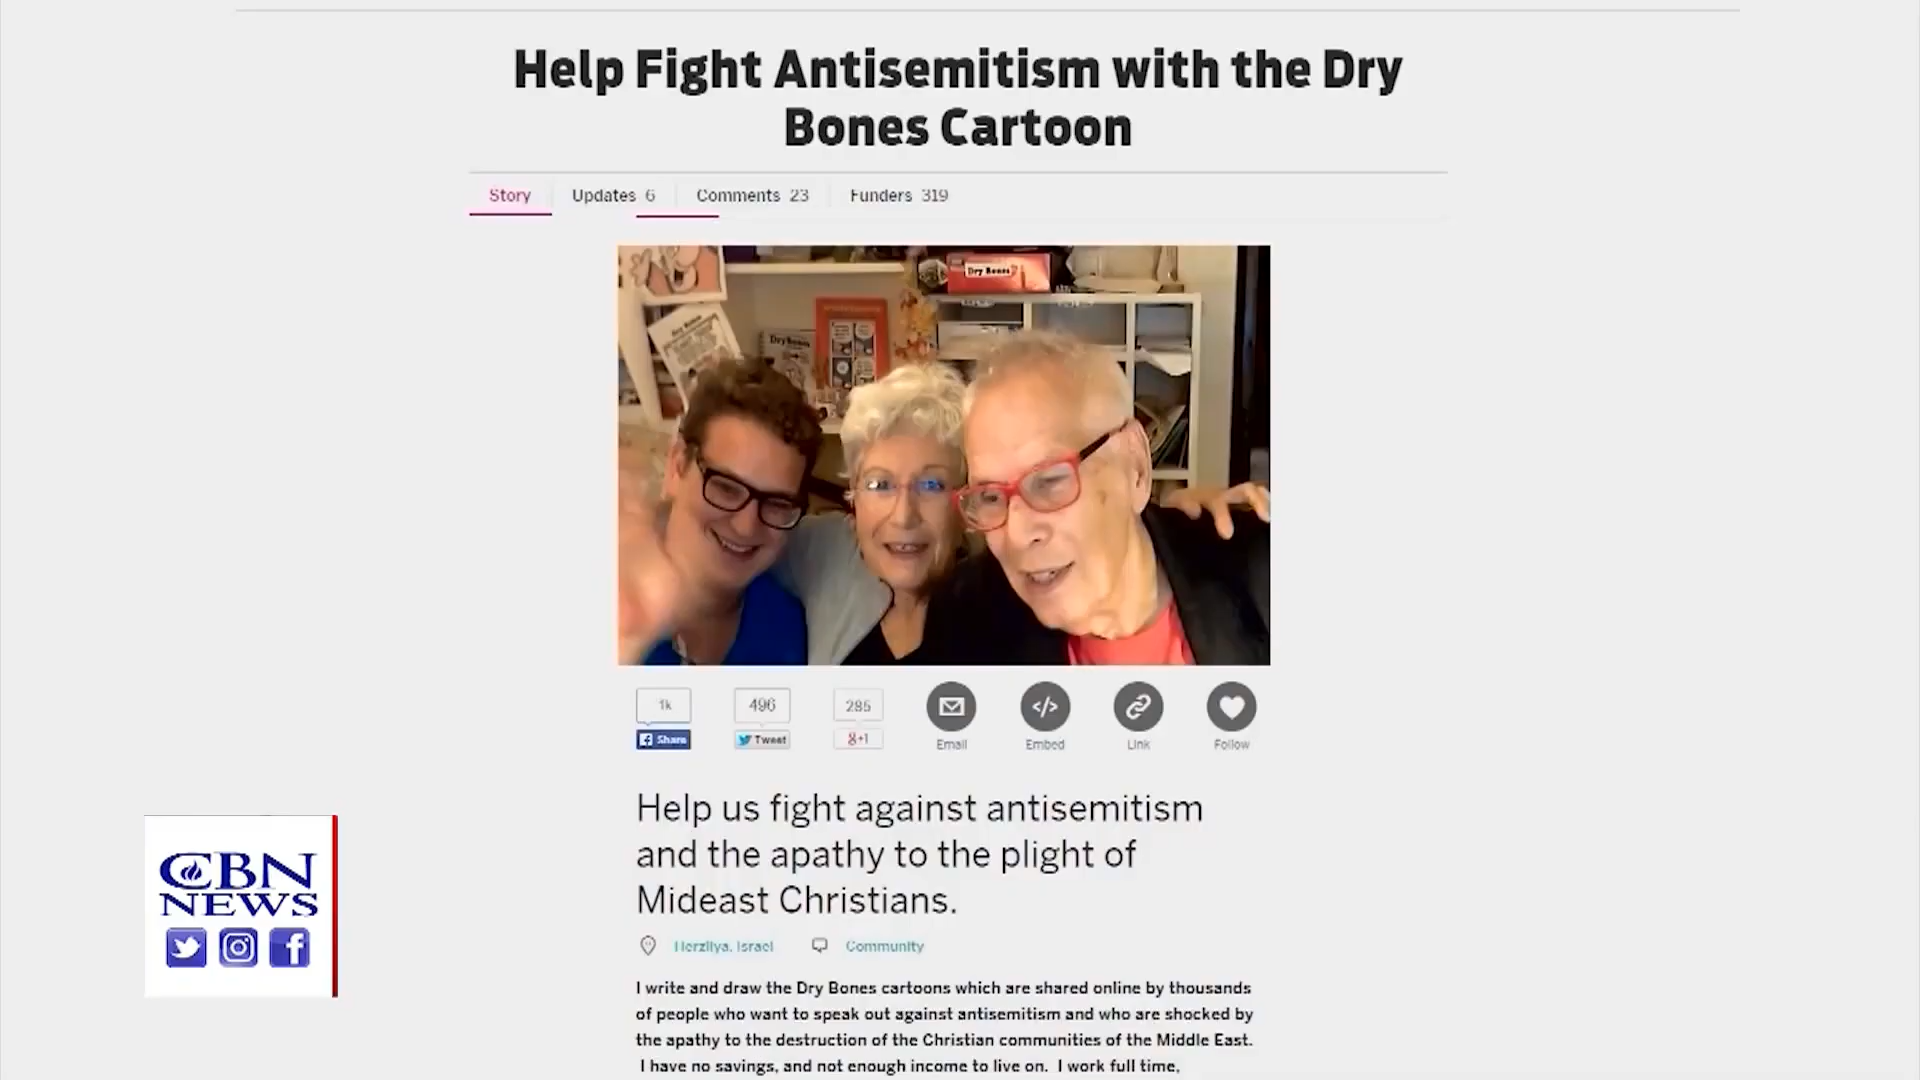 Help Fight Antisemitism with the Dry
Bones Cartoon
Story Updates 6 Comments 23 Funders 319
Dry Bones
Dry Bones
Dry Bones
1k 496 285
Share Tweet g+1 Email Embed Link Follow
Help us fight against antisemitism
and the apathy to the plight of
Mideast Christians.
Herzliya, Israel Community
CBN
NEWS
I write and draw the Dry Bones cartoons which are shared online by thousands
of people who want to speak out against antisemitism and who are shocked by
the apathy to the destruction of the Christian communities of the Middle East.
I have no savings, and not enough income to live on. I work full time,